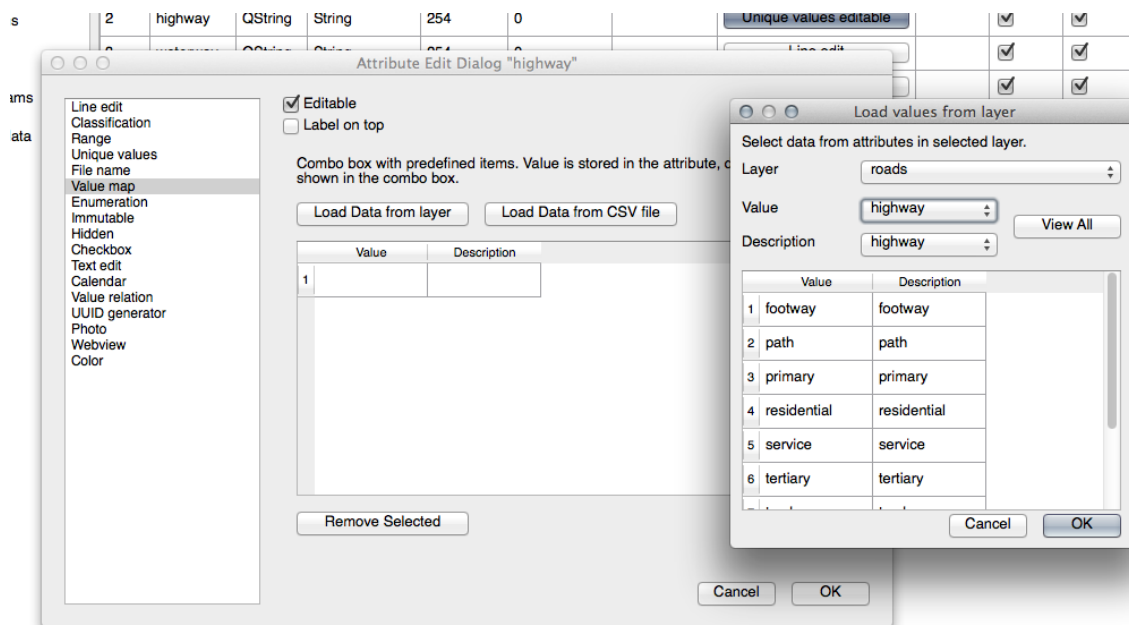 s
2 highway QString String 254 0 Unique values editable
QString String 254 0 Line edit
Attribute Edit Dialog "highway"
ams
ata
Line edit
Classification
Range
Unique values
File name
Value map
Enumeration
Immutable
Hidden
Checkbox
Text edit
Calendar
Value relation
UUID generator
Photo
Webview
Color
Editable
Label on top
Combo box with predefined items. Value is stored in the attribute,
shown in the combo box.
Load Data from layer Load Data from CSV file
Value Description
1
Remove Selected
Cancel OK
Load values from layer
Select data from attributes in selected layer.
Layer roads
Value highway
View All
Description highway
Value Description
1 footway footway
2 path path
3 primary primary
4 residential residential
5 service service
6 tertiary tertiary
Cancel OK